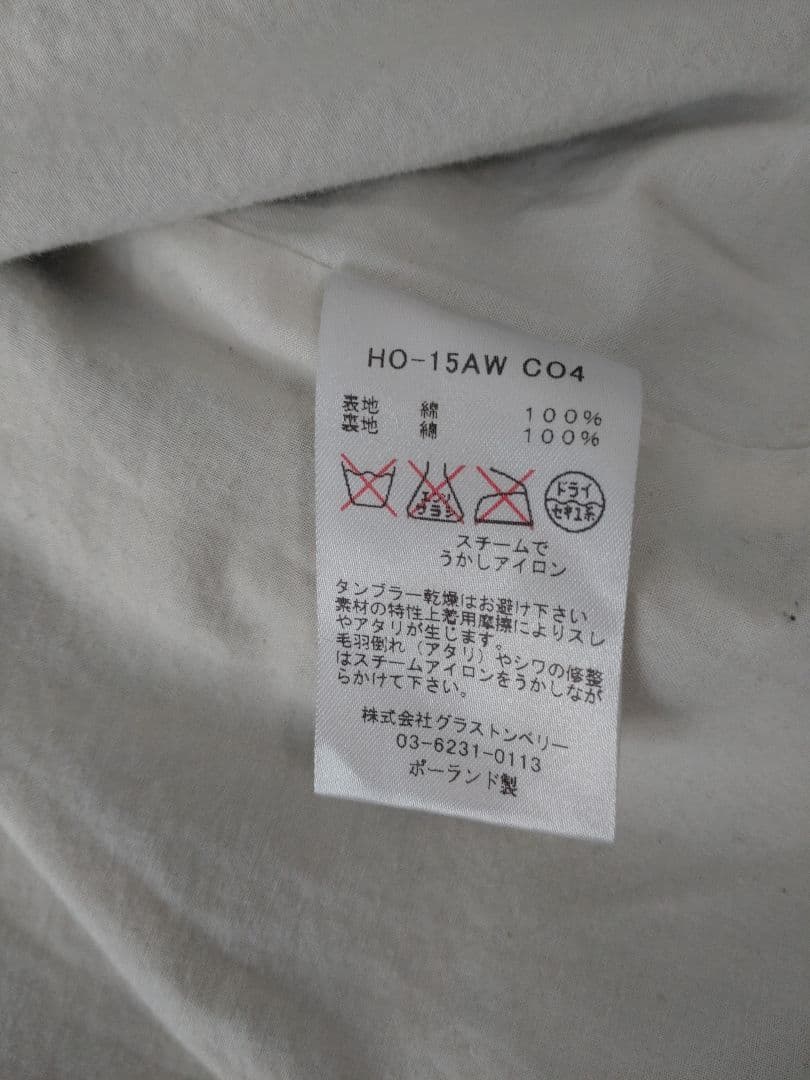 HO-15AW CO4
表地 綿 100%
裏地 綿 100%
エンソ
サラシ
ドライ
セキユ系
スチームで
うかしアイロン
タンブラー乾燥はお避け下さい
素材の特性上着用摩擦によりスレ
やアタリが生じます。
毛羽倒れ（アタリ）やシワの修整
はスチームアイロンをうかしなが
らかけて下さい。
株式会社グラストンベリー
03-6231-0113
ポーランド製